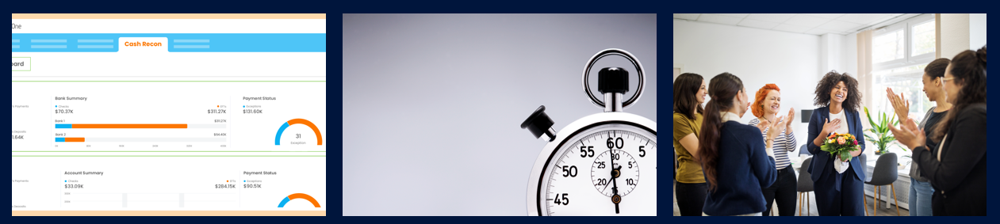 One
Cash Recon
oard
Bank Summary
Payment Status
's Payments
Checks
EFTs
Exceptions
$70.37K
$311.27K
$131.60K
Bank 1
$311.27K
Deposits
1.64K
Bank 2
$94.40K
31
Exception
Account Summary
Payment Status
's Payments
Checks
EFTs
Exceptions
$33.09K
$284.15K
$90.51K
Deposits
60
55
5
50
10
45
30
25
5
20
10
15